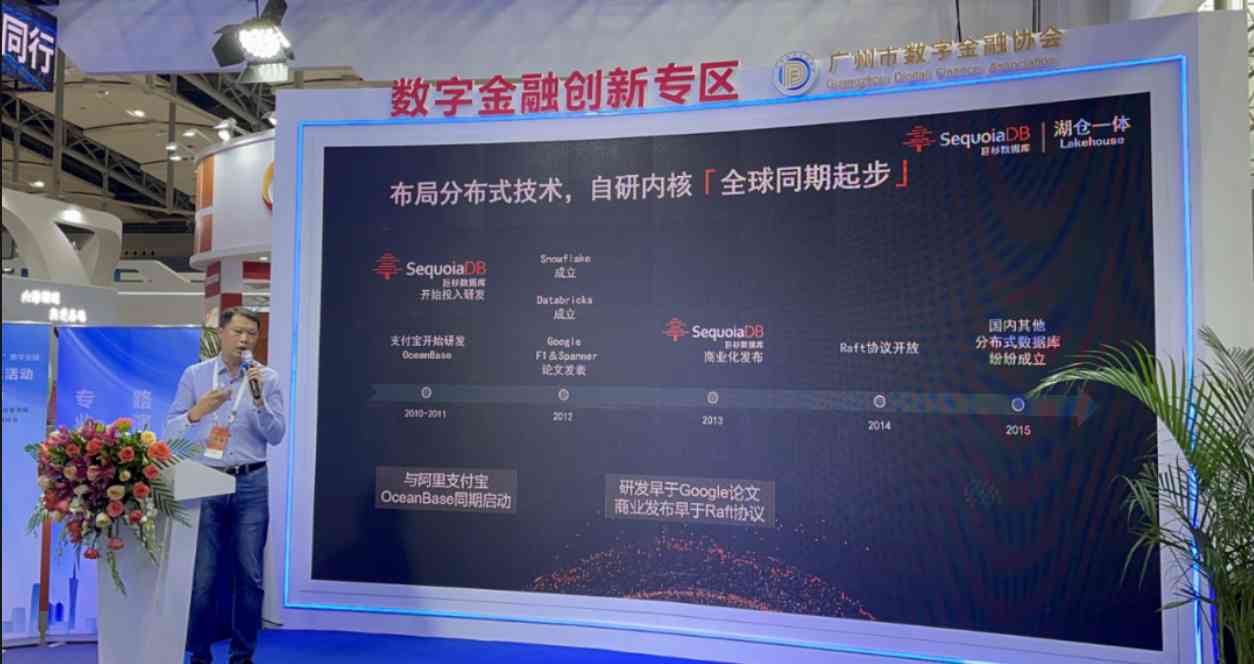 同行
数字金融创新专区
广州市数字金融协会
Guangzhou Digital Finance Association
SequoiaDB
巨杉数据库
湖仓一体
Lakehouse
布局分布式技术，自研内核「全球同期起步」
SequoiaDB
巨杉数据库
开始投入研发
支付宝开始研发
OceanBase
2010-2011
Snowflake
成立
Databricks
成立
Google
F1&Spanner
论文发表
2012
SequoiaDB
巨杉数据库
商业化发布
2013
Raft协议开放
2014
国内其他
分布式数据库
纷纷成立
2015
与阿里支付宝
OceanBase同期启动
研发早于Google论文
商业发布早于Raft协议
活动
专
路